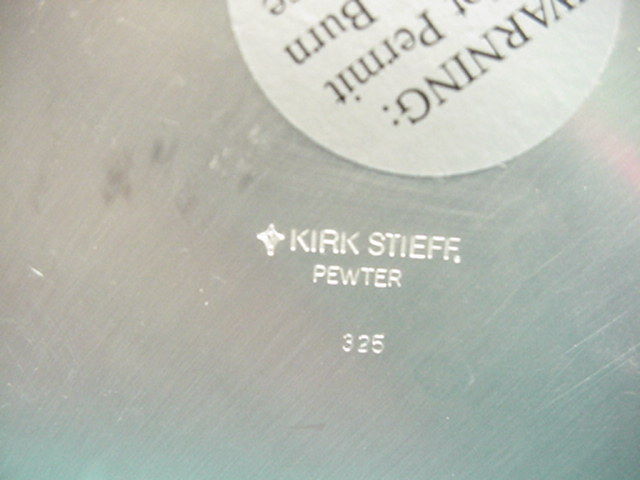 WARNING:
Permit
Burn
KIRK STIEFF
PEWTER
325